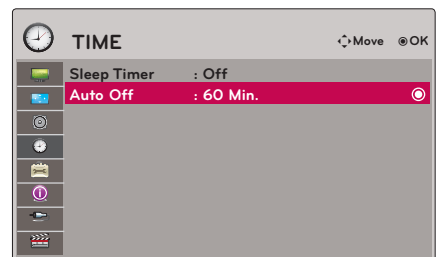 TIME Move OK
Sleep Timer : Off
Auto Off : 60 Min.